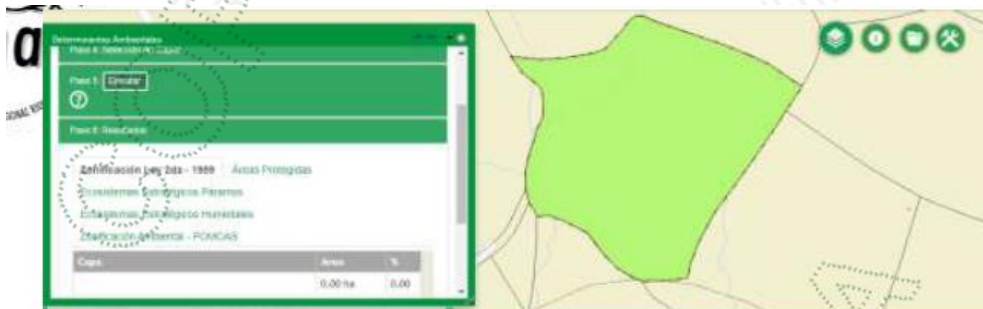 Determinantes Ambientales
Paso 5: Ejecutar
?
Paso 6: Resultados
Zonificación Ley 2da - 1959 Áreas Protegidas
Ecosistemas Estratégicos Páramos
Ecosistemas Estratégicos Humedales
Zonificación Ambiental - POMCAS
Capa Area %
0.00 ha 0.00